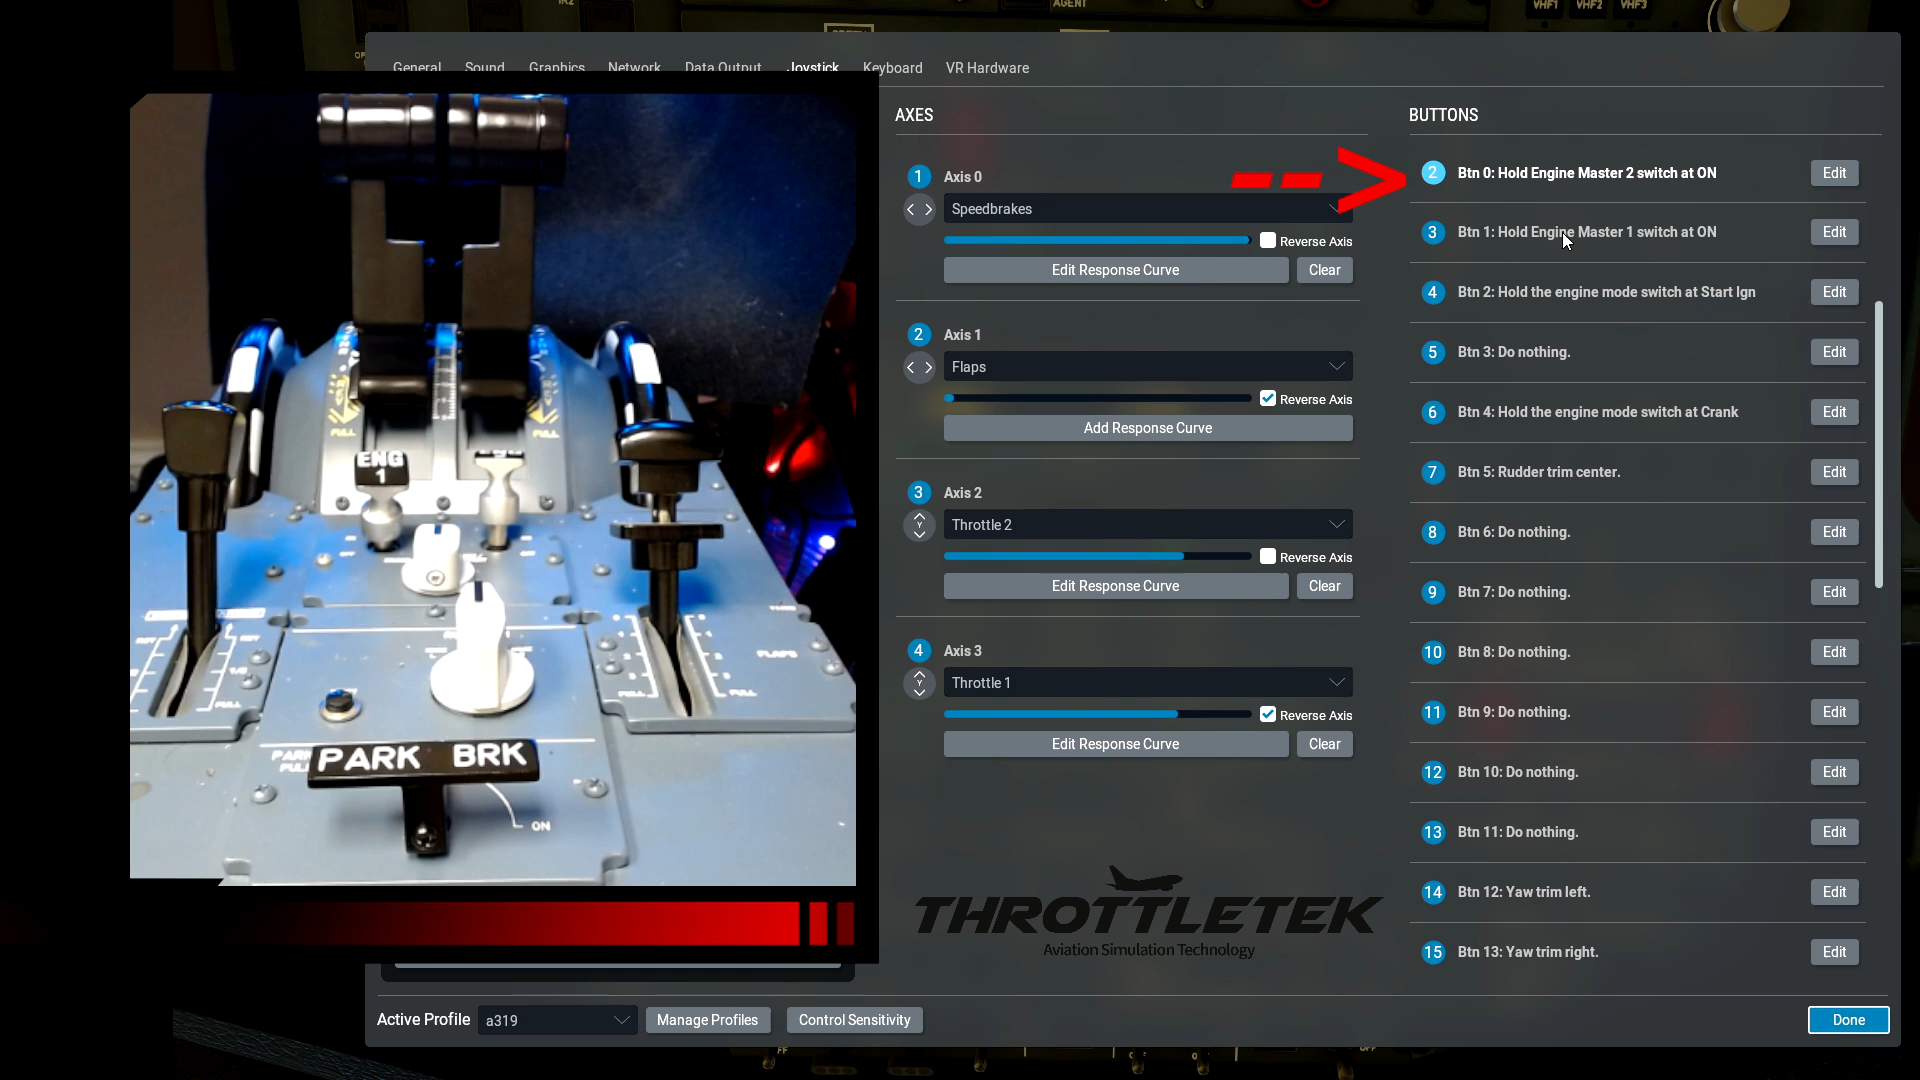 AGENT
VHF1 VHF2 VHF3
General Sound Graphics Network Data Output Joystick Keyboard VR Hardware
AXES
1 Axis 0
Speedbrakes
Reverse Axis
Edit Response Curve Clear
2 Axis 1
Flaps
Reverse Axis
Add Response Curve
3 Axis 2
Y Throttle 2
Reverse Axis
Edit Response Curve Clear
4 Axis 3
Y Throttle 1
Reverse Axis
Edit Response Curve Clear
BUTTONS
2 Btn 0: Hold Engine Master 2 switch at ON Edit
3 Btn 1: Hold Engine Master 1 switch at ON Edit
4 Btn 2: Hold the engine mode switch at Start Ign Edit
5 Btn 3: Do nothing. Edit
6 Btn 4: Hold the engine mode switch at Crank Edit
7 Btn 5: Rudder trim center. Edit
8 Btn 6: Do nothing. Edit
9 Btn 7: Do nothing. Edit
10 Btn 8: Do nothing. Edit
11 Btn 9: Do nothing. Edit
12 Btn 10: Do nothing. Edit
13 Btn 11: Do nothing. Edit
14 Btn 12: Yaw trim left. Edit
15 Btn 13: Yaw trim right. Edit
FULL FULL
ENG
1
FLAPS
FULL FULL
PARK BRK
ON
THROTTLETEK
Aviation Simulation Technology
Active Profile a319 Manage Profiles Control Sensitivity Done